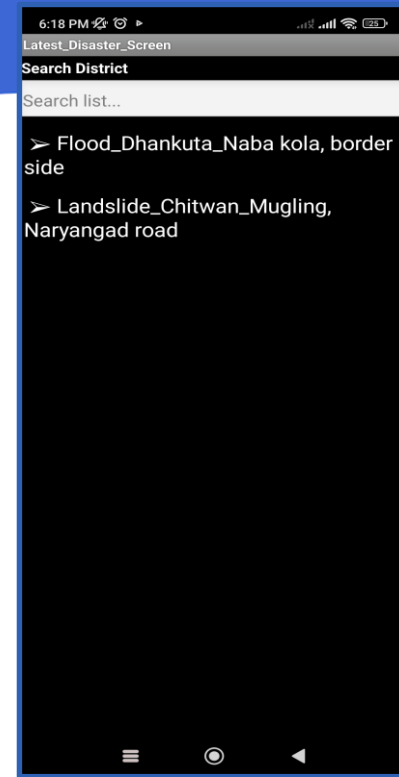 6:18 PM
25
Latest_Disaster_Screen
Search District
Search list...
➢ Flood_Dhankuta_Naba kola, border
side
➢ Landslide_Chitwan_Mugling,
Naryangad road